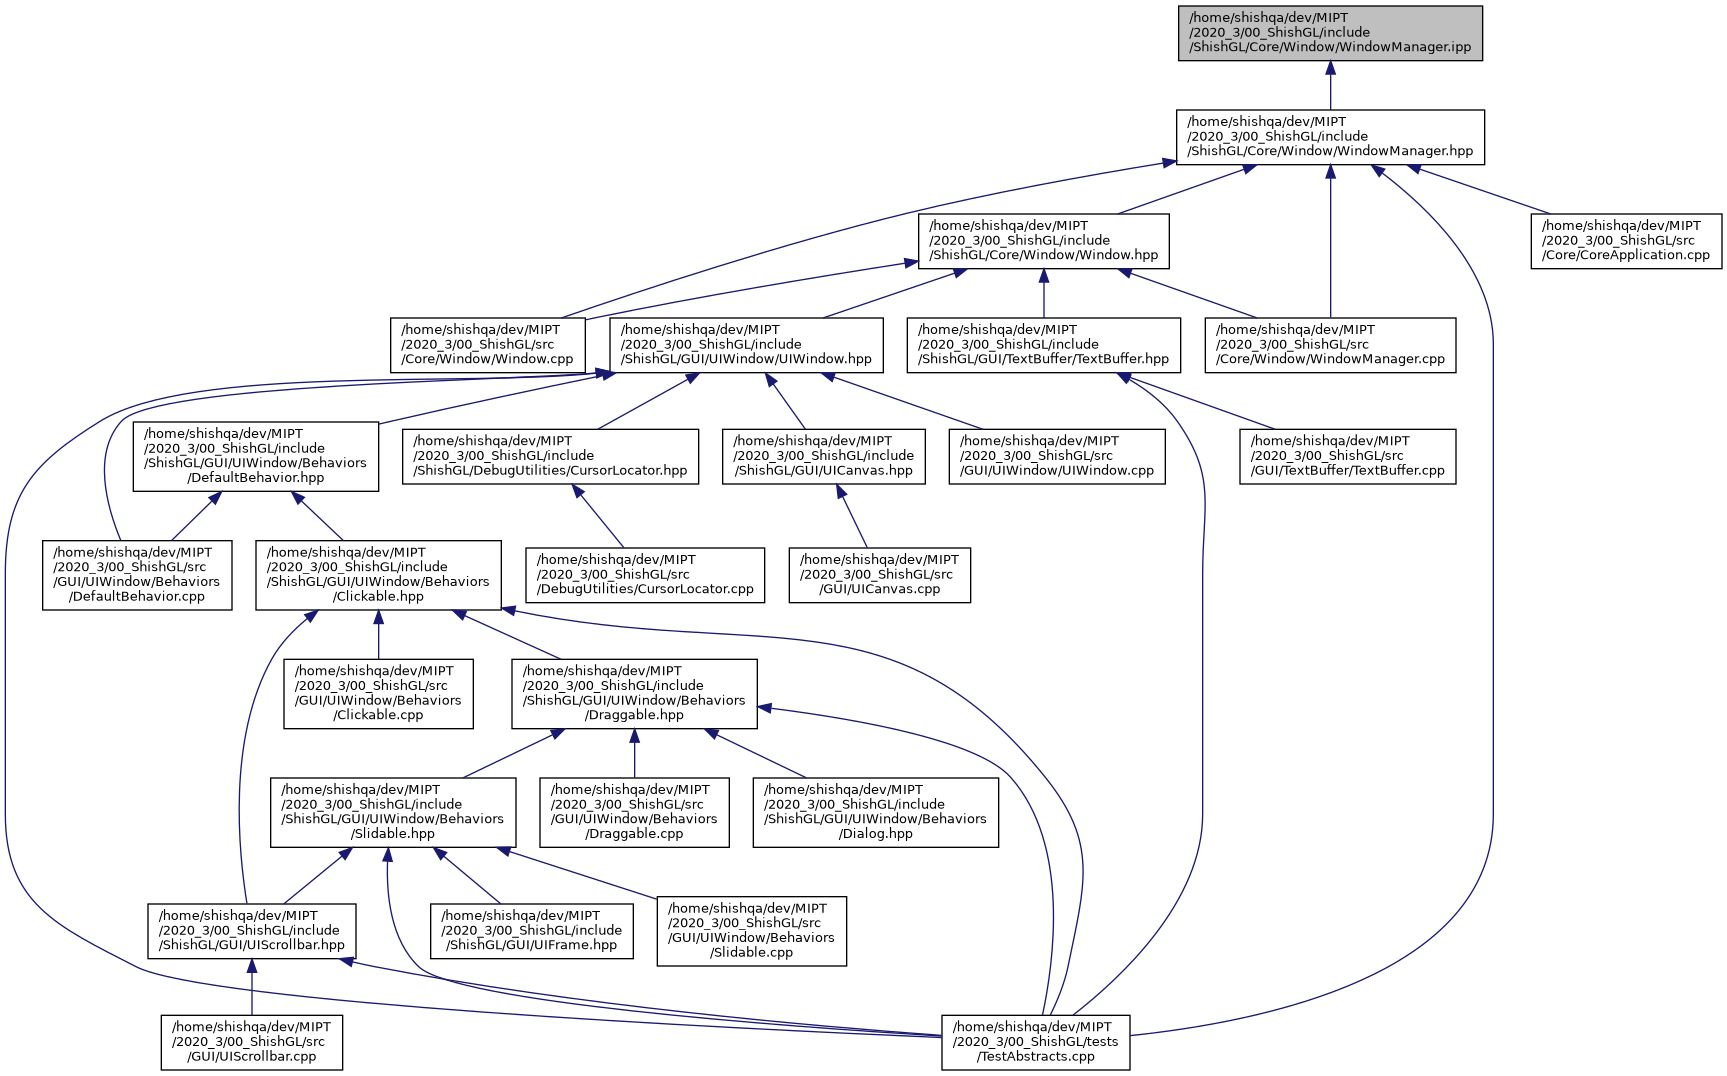 /home/shishqa/dev/MIPT
/2020_3/00_ShishGL/include
/ShishGL/Core/Window/WindowManager.ipp
/home/shishqa/dev/MIPT
/2020_3/00_ShishGL/include
/ShishGL/Core/Window/WindowManager.hpp
/home/shishqa/dev/MIPT
/2020_3/00_ShishGL/include
/ShishGL/Core/Window/Window.hpp
/home/shishqa/dev/MIPT
/2020_3/00_ShishGL/src
/Core/CoreApplication.cpp
/home/shishqa/dev/MIPT
/2020_3/00_ShishGL/src
/Core/Window/Window.cpp
/home/shishqa/dev/MIPT
/2020_3/00_ShishGL/include
/ShishGL/GUI/UIWindow/UIWindow.hpp
/home/shishqa/dev/MIPT
/2020_3/00_ShishGL/include
/ShishGL/GUI/TextBuffer/TextBuffer.hpp
/home/shishqa/dev/MIPT
/2020_3/00_ShishGL/src
/Core/Window/WindowManager.cpp
/home/shishqa/dev/MIPT
/2020_3/00_ShishGL/include
/ShishGL/GUI/UIWindow/Behaviors
/DefaultBehavior.hpp
/home/shishqa/dev/MIPT
/2020_3/00_ShishGL/include
/ShishGL/DebugUtilities/CursorLocator.hpp
/home/shishqa/dev/MIPT
/2020_3/00_ShishGL/include
/ShishGL/GUI/UICanvas.hpp
/home/shishqa/dev/MIPT
/2020_3/00_ShishGL/src
/GUI/UIWindow/UIWindow.cpp
/home/shishqa/dev/MIPT
/2020_3/00_ShishGL/src
/GUI/TextBuffer/TextBuffer.cpp
/home/shishqa/dev/MIPT
/2020_3/00_ShishGL/src
/GUI/UIWindow/Behaviors
/DefaultBehavior.cpp
/home/shishqa/dev/MIPT
/2020_3/00_ShishGL/include
/ShishGL/GUI/UIWindow/Behaviors
/Clickable.hpp
/home/shishqa/dev/MIPT
/2020_3/00_ShishGL/src
/DebugUtilities/CursorLocator.cpp
/home/shishqa/dev/MIPT
/2020_3/00_ShishGL/src
/GUI/UICanvas.cpp
/home/shishqa/dev/MIPT
/2020_3/00_ShishGL/src
/GUI/UIWindow/Behaviors
/Clickable.cpp
/home/shishqa/dev/MIPT
/2020_3/00_ShishGL/include
/ShishGL/GUI/UIWindow/Behaviors
/Draggable.hpp
/home/shishqa/dev/MIPT
/2020_3/00_ShishGL/include
/ShishGL/GUI/UIWindow/Behaviors
/Slidable.hpp
/home/shishqa/dev/MIPT
/2020_3/00_ShishGL/src
/GUI/UIWindow/Behaviors
/Draggable.cpp
/home/shishqa/dev/MIPT
/2020_3/00_ShishGL/include
/ShishGL/GUI/UIWindow/Behaviors
/Dialog.hpp
/home/shishqa/dev/MIPT
/2020_3/00_ShishGL/include
/ShishGL/GUI/UIScrollbar.hpp
/home/shishqa/dev/MIPT
/2020_3/00_ShishGL/include
/ShishGL/GUI/UIFrame.hpp
/home/shishqa/dev/MIPT
/2020_3/00_ShishGL/src
/GUI/UIWindow/Behaviors
/Slidable.cpp
/home/shishqa/dev/MIPT
/2020_3/00_ShishGL/src
/GUI/UIScrollbar.cpp
/home/shishqa/dev/MIPT
/2020_3/00_ShishGL/tests
/TestAbstracts.cpp